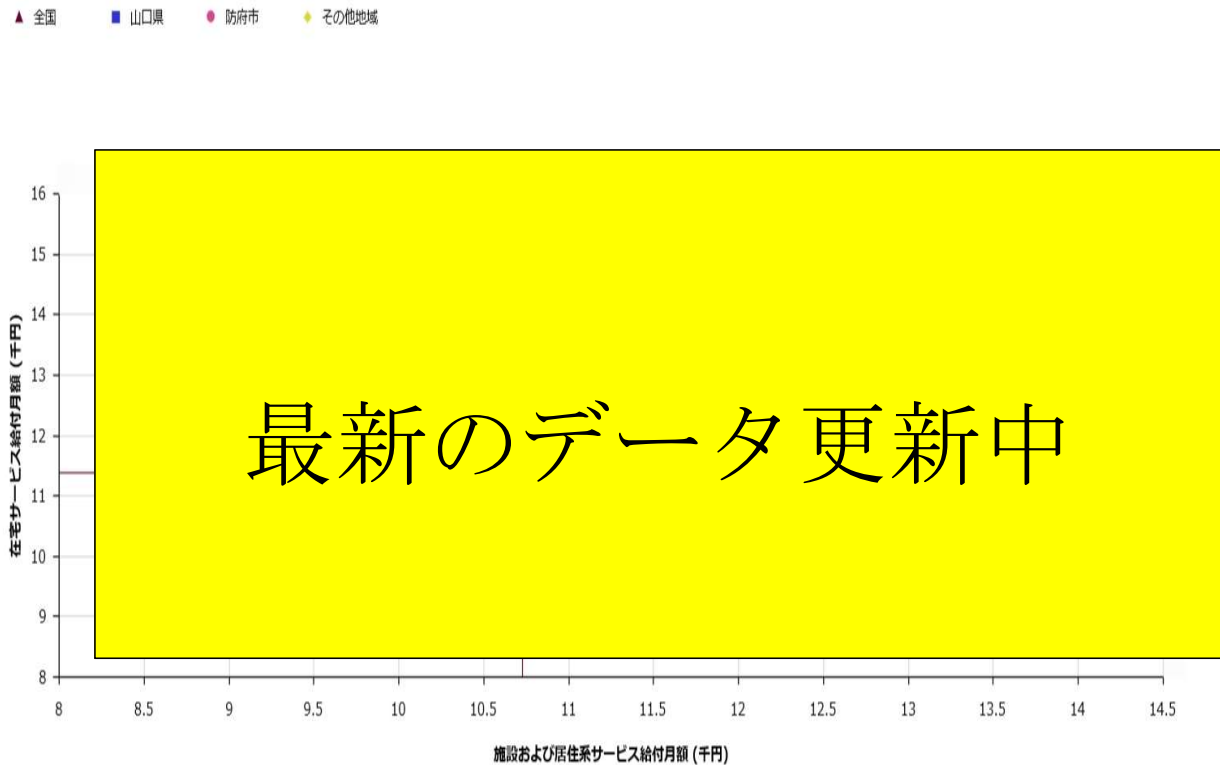 全国 山口県 防府市 その他地域
16
15
14
13
12
11
10
9
8
在宅サービス給付月額 (千円)
最新のデータ更新中
8 8.5 9 9.5 10 10.5 11 11.5 12 12.5 13 13.5 14 14.5
施設および居住系サービス給付月額 (千円)